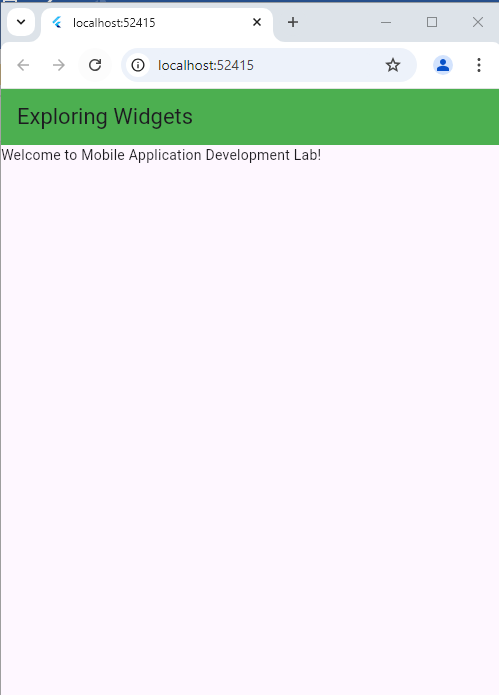 localhost:52415
localhost:52415
Exploring Widgets
Welcome to Mobile Application Development Lab!